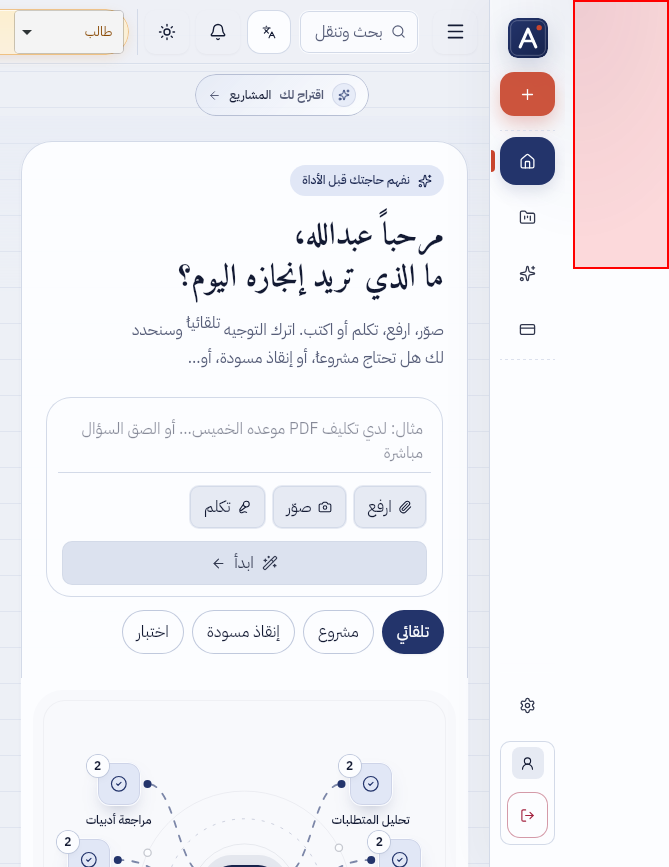 A
بحث وتنقل
طالب
اقتراح لك المشاريع
نفهم حاجتك قبل الأداة
مرحباً عبدالله،
ما الذي تريد إنجازه اليوم؟
صوّر، ارفع، تكلم أو اكتب. اترك التوجيه تلقائياً وسنحدد
لك هل تحتاج مشروعاً، أو إنقاذ مسودة، أو...
مثال: لدي تكليف PDF موعده الخميس... أو الصق السؤال
مباشرة
ارفع
صوّر
تكلم
ابدأ
تلقائي
مشروع
إنقاذ مسودة
اختبار
2
2
تحليل المتطلبات
مراجعة أدبيات
2
2